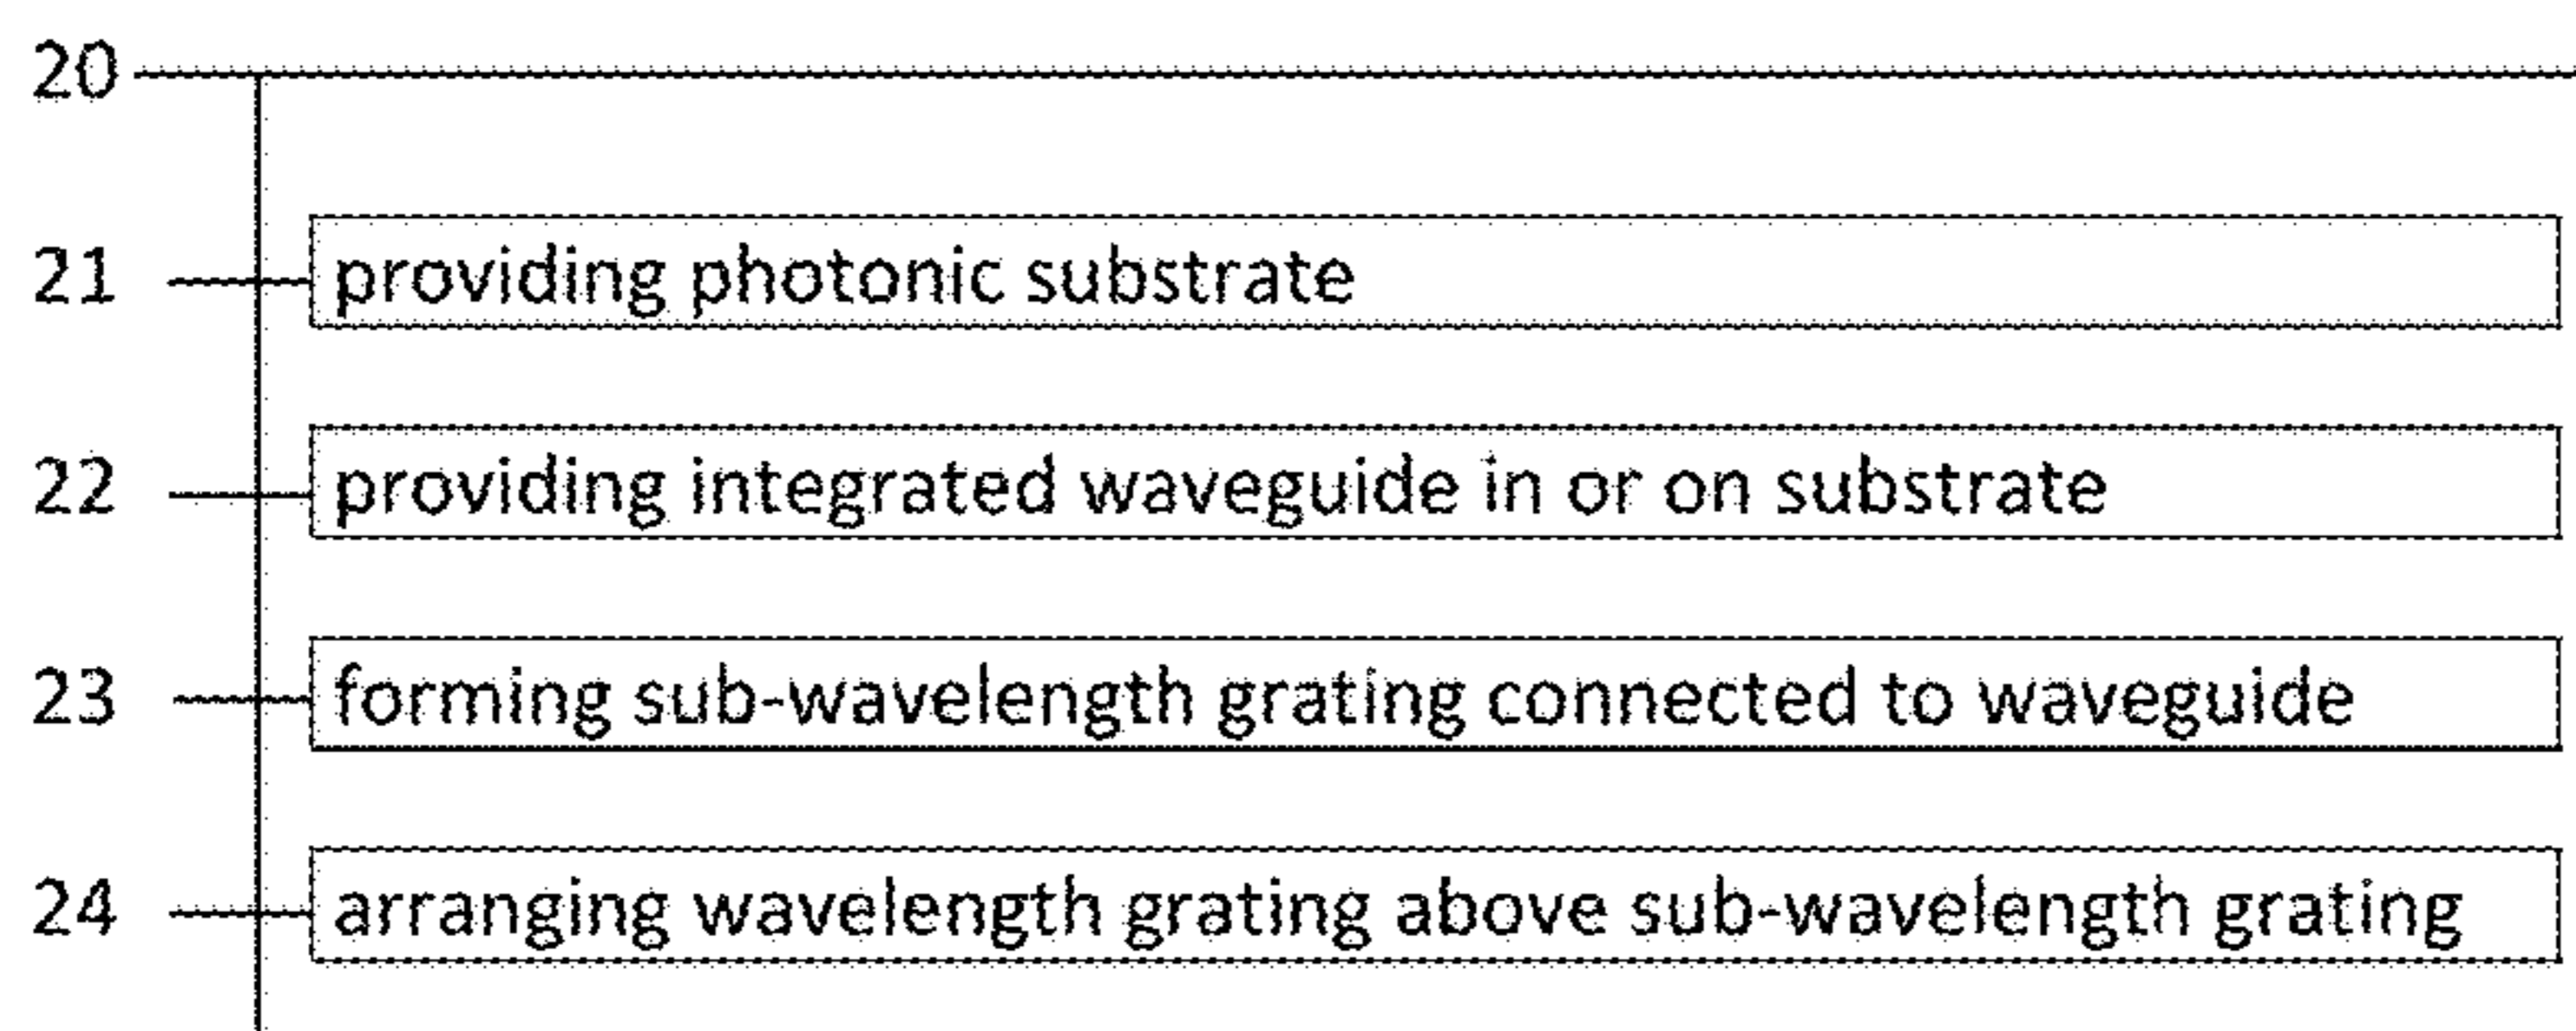 20
21 providing photonic substrate
22 providing integrated waveguide in or on substrate
23 forming sub-wavelength grating connected to waveguide
24 arranging wavelength grating above sub-wavelength grating